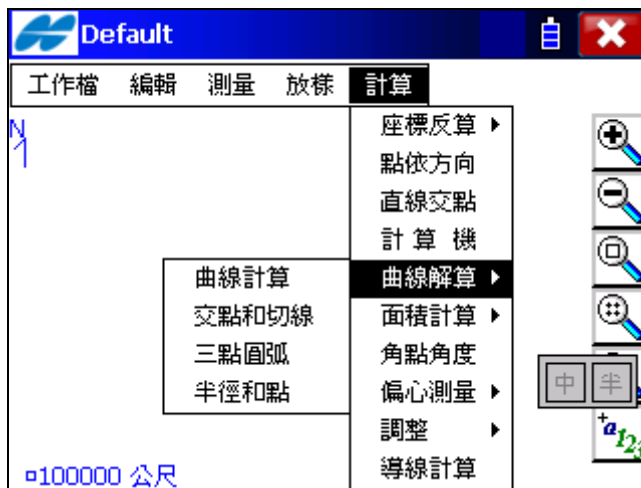 Default
工作檔 編輯 測量 放樣 計算
N
座標反算
點依方向
直線交點
計 算 機
曲線解算
面積計算
角點角度
偏心測量
調整
導線計算
曲線計算
交點和切線
三點圓弧
半徑和點
中 半
a123
100000 公尺